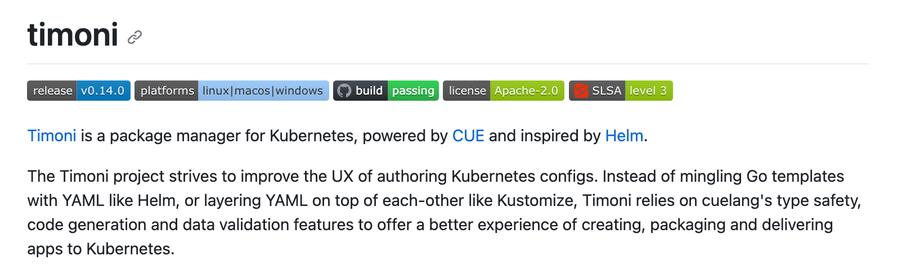 timoni
release v0.14.0 platforms linux|macos|windows build passing license Apache-2.0 SLSA level 3
Timoni is a package manager for Kubernetes, powered by CUE and inspired by Helm.
The Timoni project strives to improve the UX of authoring Kubernetes configs. Instead of mingling Go templates
with YAML like Helm, or layering YAML on top of each-other like Kustomize, Timoni relies on cuelang's type safety,
code generation and data validation features to offer a better experience of creating, packaging and delivering
apps to Kubernetes.